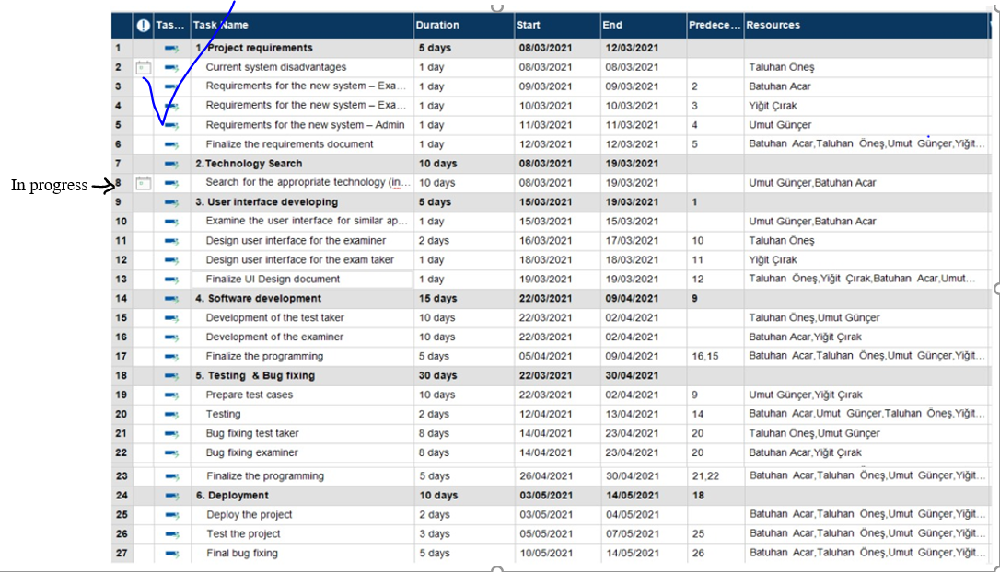 Tas... Task Name Duration Start End Predece... Resources
1 1. Project requirements 5 days 08/03/2021 12/03/2021
2 Current system disadvantages 1 day 08/03/2021 08/03/2021 Taluhan Öneş
3 Requirements for the new system – Exa... 1 day 09/03/2021 09/03/2021 2 Batuhan Acar
4 Requirements for the new system – Exa... 1 day 10/03/2021 10/03/2021 3 Yiğit Çırak
5 Requirements for the new system – Admin 1 day 11/03/2021 11/03/2021 4 Umut Günçer
6 Finalize the requirements document 1 day 12/03/2021 12/03/2021 5 Batuhan Acar,Taluhan Öneş,Umut Günçer,Yiğit...
7 2.Technology Search 10 days 08/03/2021 19/03/2021
In progress 8 Search for the appropriate technology (in... 10 days 08/03/2021 19/03/2021 Umut Günçer,Batuhan Acar
9 3. User interface developing 5 days 15/03/2021 19/03/2021 1
10 Examine the user interface for similar ap... 1 day 15/03/2021 15/03/2021 Umut Günçer,Batuhan Acar
11 Design user interface for the examiner 2 days 16/03/2021 17/03/2021 10 Taluhan Öneş
12 Design user interface for the exam taker 1 day 18/03/2021 18/03/2021 11 Yiğit Çırak
13 Finalize UI Design document 1 day 19/03/2021 19/03/2021 12 Taluhan Öneş,Yiğit Çırak,Batuhan Acar,Umut...
14 4. Software development 15 days 22/03/2021 09/04/2021 9
15 Development of the test taker 10 days 22/03/2021 02/04/2021 Taluhan Öneş,Umut Günçer
16 Development of the examiner 10 days 22/03/2021 02/04/2021 Batuhan Acar,Yiğit Çırak
17 Finalize the programming 5 days 05/04/2021 09/04/2021 16,15 Batuhan Acar,Taluhan Öneş,Umut Günçer,Yiğit...
18 5. Testing & Bug fixing 30 days 22/03/2021 30/04/2021
19 Prepare test cases 10 days 22/03/2021 02/04/2021 9 Umut Günçer,Yiğit Çırak
20 Testing 2 days 12/04/2021 13/04/2021 14 Batuhan Acar,Umut Günçer,Taluhan Öneş,Yiğit...
21 Bug fixing test taker 8 days 14/04/2021 23/04/2021 20 Taluhan Öneş,Umut Günçer
22 Bug fixing examiner 8 days 14/04/2021 23/04/2021 20 Batuhan Acar,Yiğit Çırak
23 Finalize the programming 5 days 26/04/2021 30/04/2021 21,22 Batuhan Acar,Taluhan Öneş,Umut Günçer,Yiğit...
24 6. Deployment 10 days 03/05/2021 14/05/2021 18
25 Deploy the project 2 days 03/05/2021 04/05/2021 Batuhan Acar,Taluhan Öneş,Umut Günçer,Yiğit...
26 Test the project 3 days 05/05/2021 07/05/2021 25 Batuhan Acar,Taluhan Öneş,Umut Günçer,Yiğit...
27 Final bug fixing 5 days 10/05/2021 14/05/2021 26 Batuhan Acar,Taluhan Öneş,Umut Günçer,Yiğit...